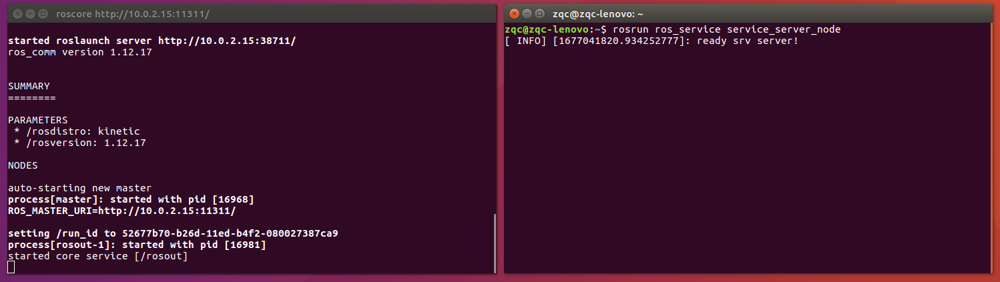 roscore http://10.0.2.15:11311/
started roslaunch server http://10.0.2.15:38711/
ros_comm version 1.12.17
SUMMARY
========
PARAMETERS
* /rosdistro: kinetic
* /rosversion: 1.12.17
NODES
auto-starting new master
process[master]: started with pid [16968]
ROS_MASTER_URI=http://10.0.2.15:11311/
setting /run_id to 52677b70-b26d-11ed-b4f2-080027387ca9
process[rosout-1]: started with pid [16981]
started core service [/rosout]
zqc@zqc-lenovo: ~
zqc@zqc-lenovo:~$ rosrun ros_service service_server_node
[ INFO] [1677041820.934252777]: ready srv server!